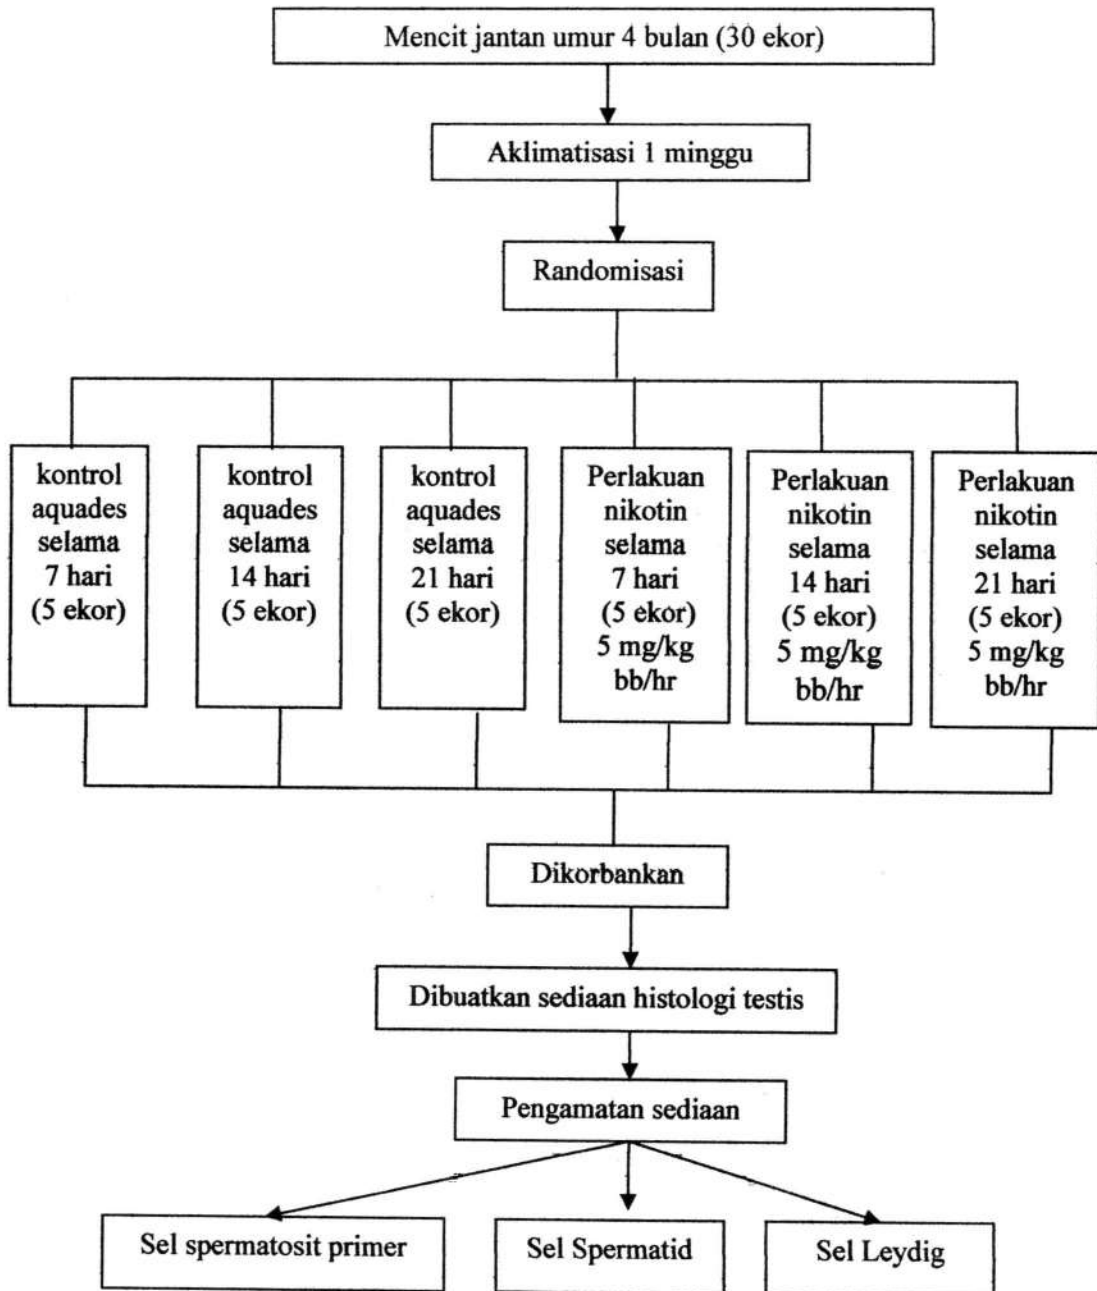 Mencit jantan umur 4 bulan (30 ekor)
Aklimatisasi 1 minggu
Randomisasi
kontrol
aquades
selama
7 hari
(5 ekor)
kontrol
aquades
selama
14 hari
(5 ekor)
kontrol
aquades
selama
21 hari
(5 ekor)
Perlakuan
nikotin
selama
7 hari
(5 ekor)
5 mg/kg
bb/hr
Perlakuan
nikotin
selama
14 hari
(5 ekor)
5 mg/kg
bb/hr
Perlakuan
nikotin
selama
21 hari
(5 ekor)
5 mg/kg
bb/hr
Dikorbankan
Dibuatkan sediaan histologi testis
Pengamatan sediaan
Sel spermatosit primer
Sel Spermatid
Sel Leydig